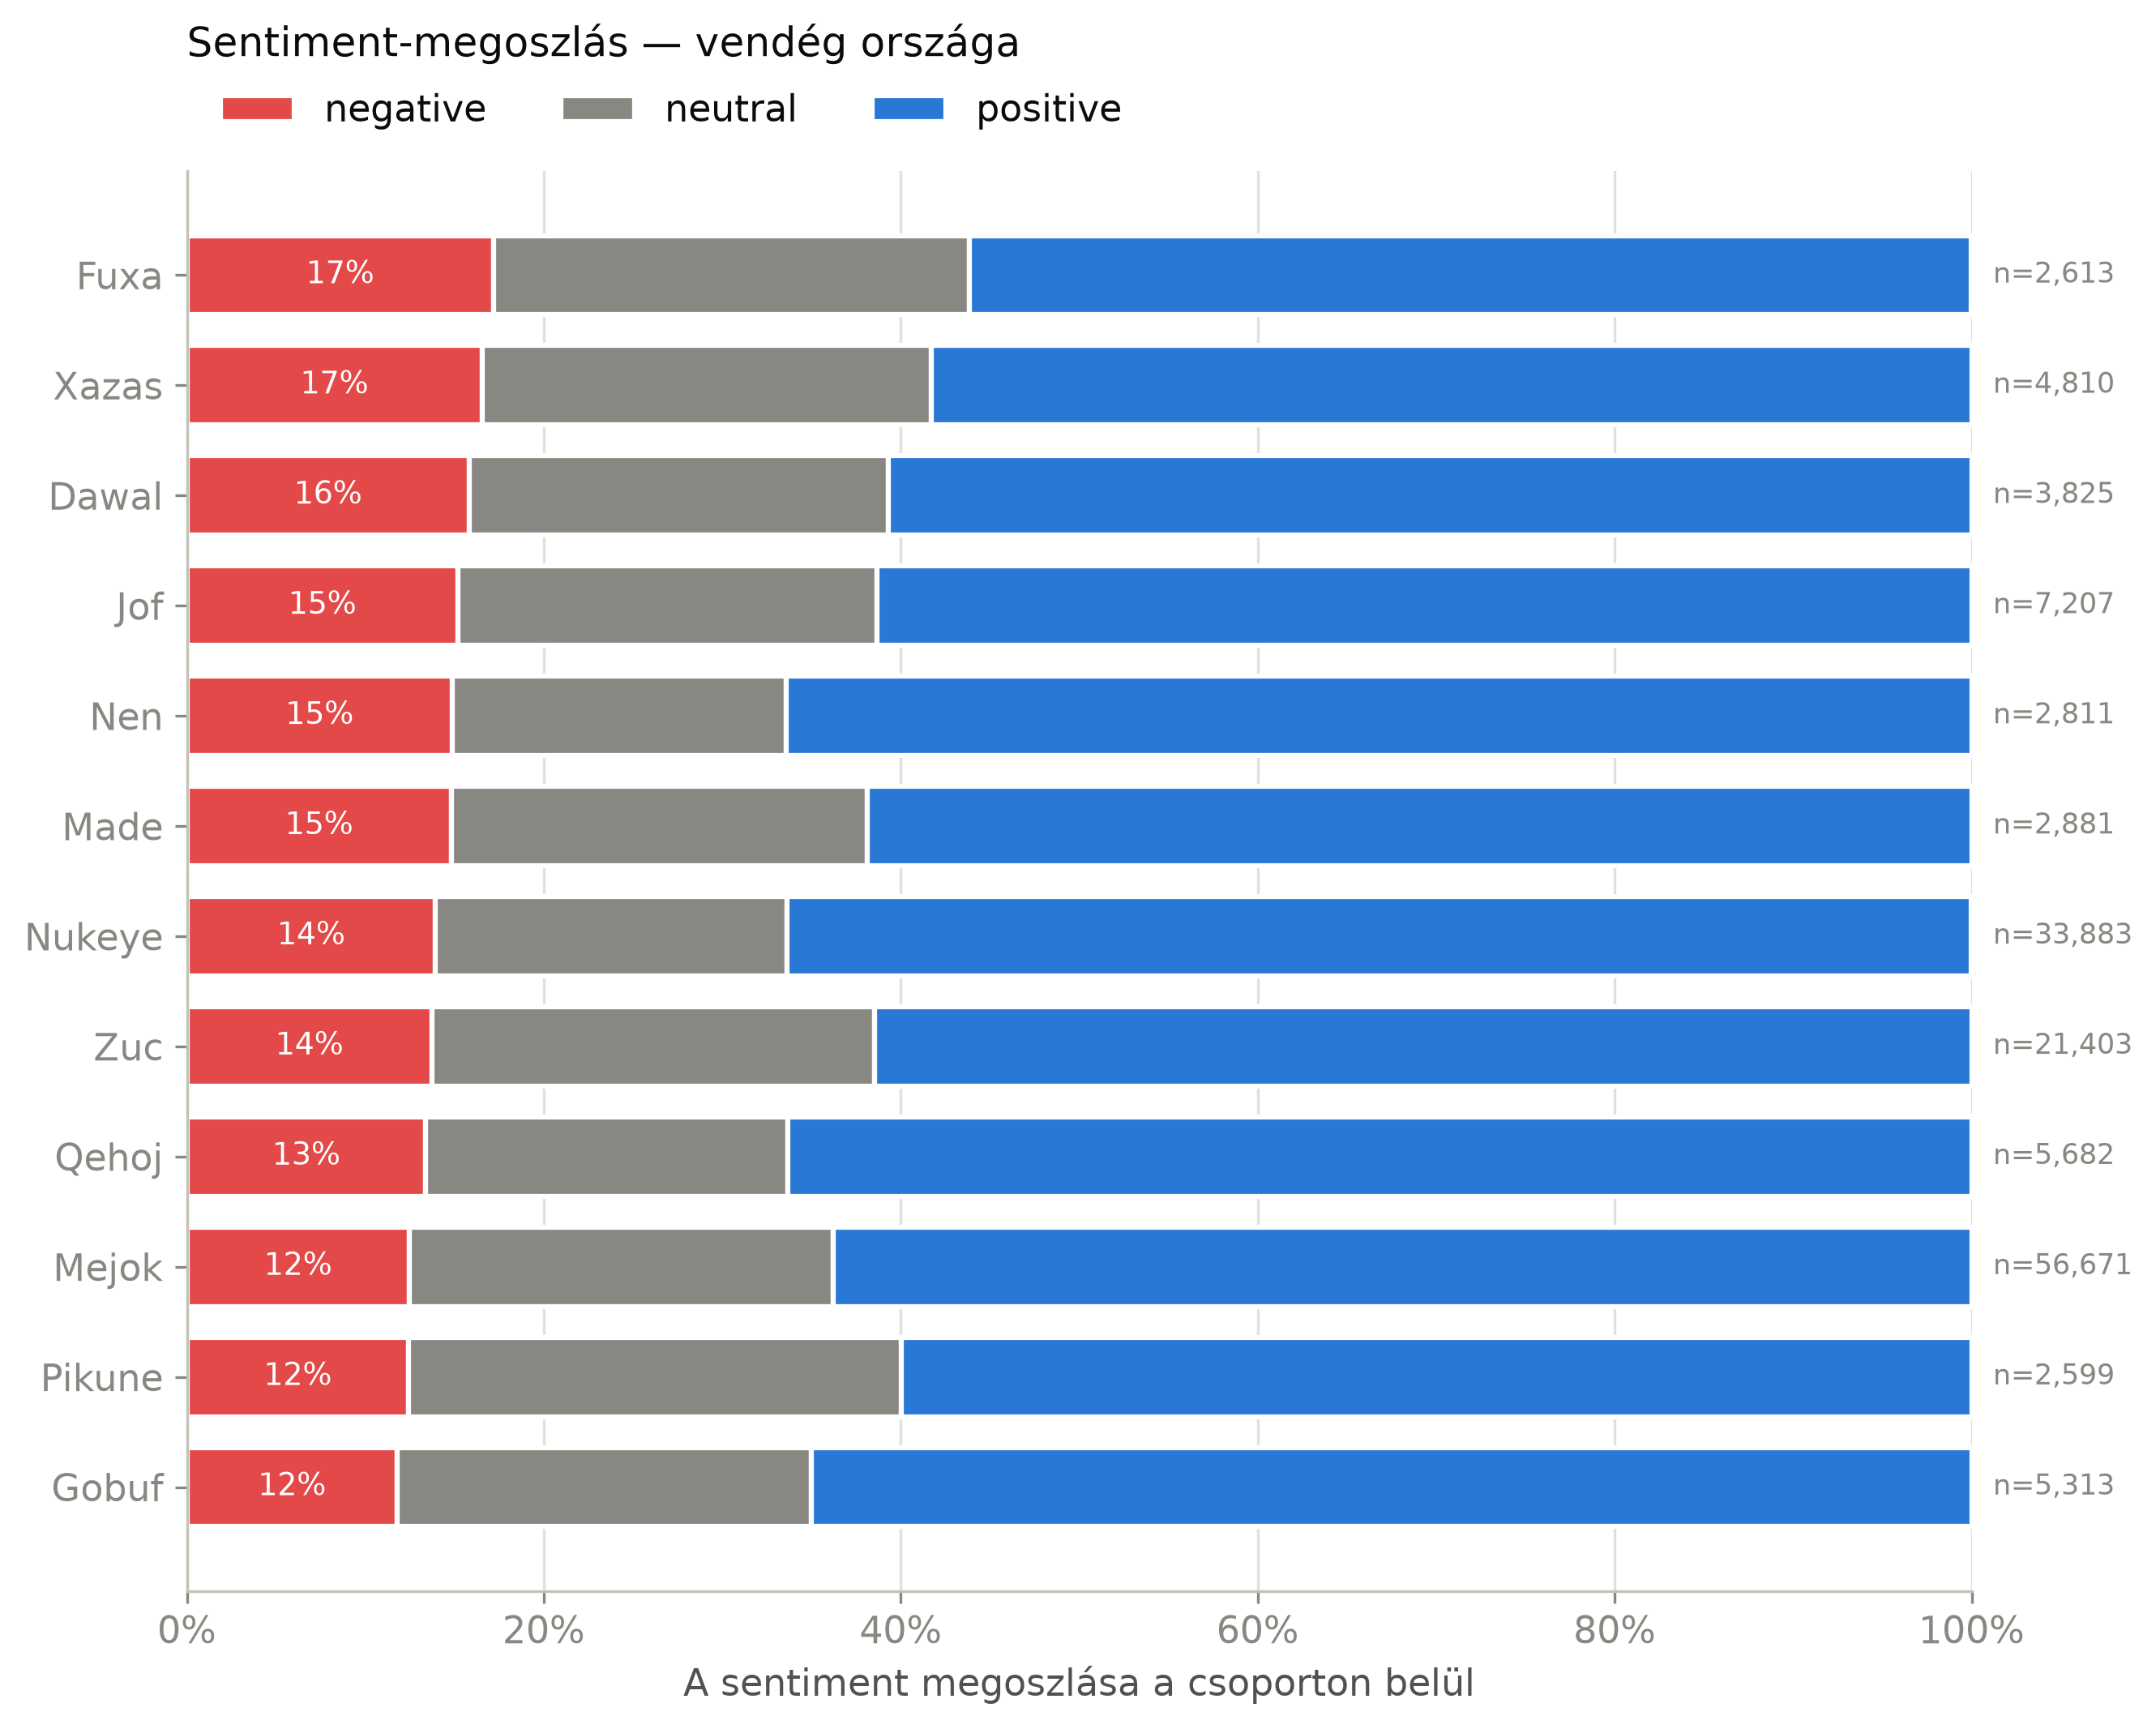 Sentiment-megoszlás — vendég országa
negative neutral positive
Fuxa 17% n=2,613
Xazas 17% n=4,810
Dawal 16% n=3,825
Jof 15% n=7,207
Nen 15% n=2,811
Made 15% n=2,881
Nukeye 14% n=33,883
Zuc 14% n=21,403
Qehoj 13% n=5,682
Mejok 12% n=56,671
Pikune 12% n=2,599
Gobuf 12% n=5,313
0% 20% 40% 60% 80% 100%
A sentiment megoszlása a csoporton belül